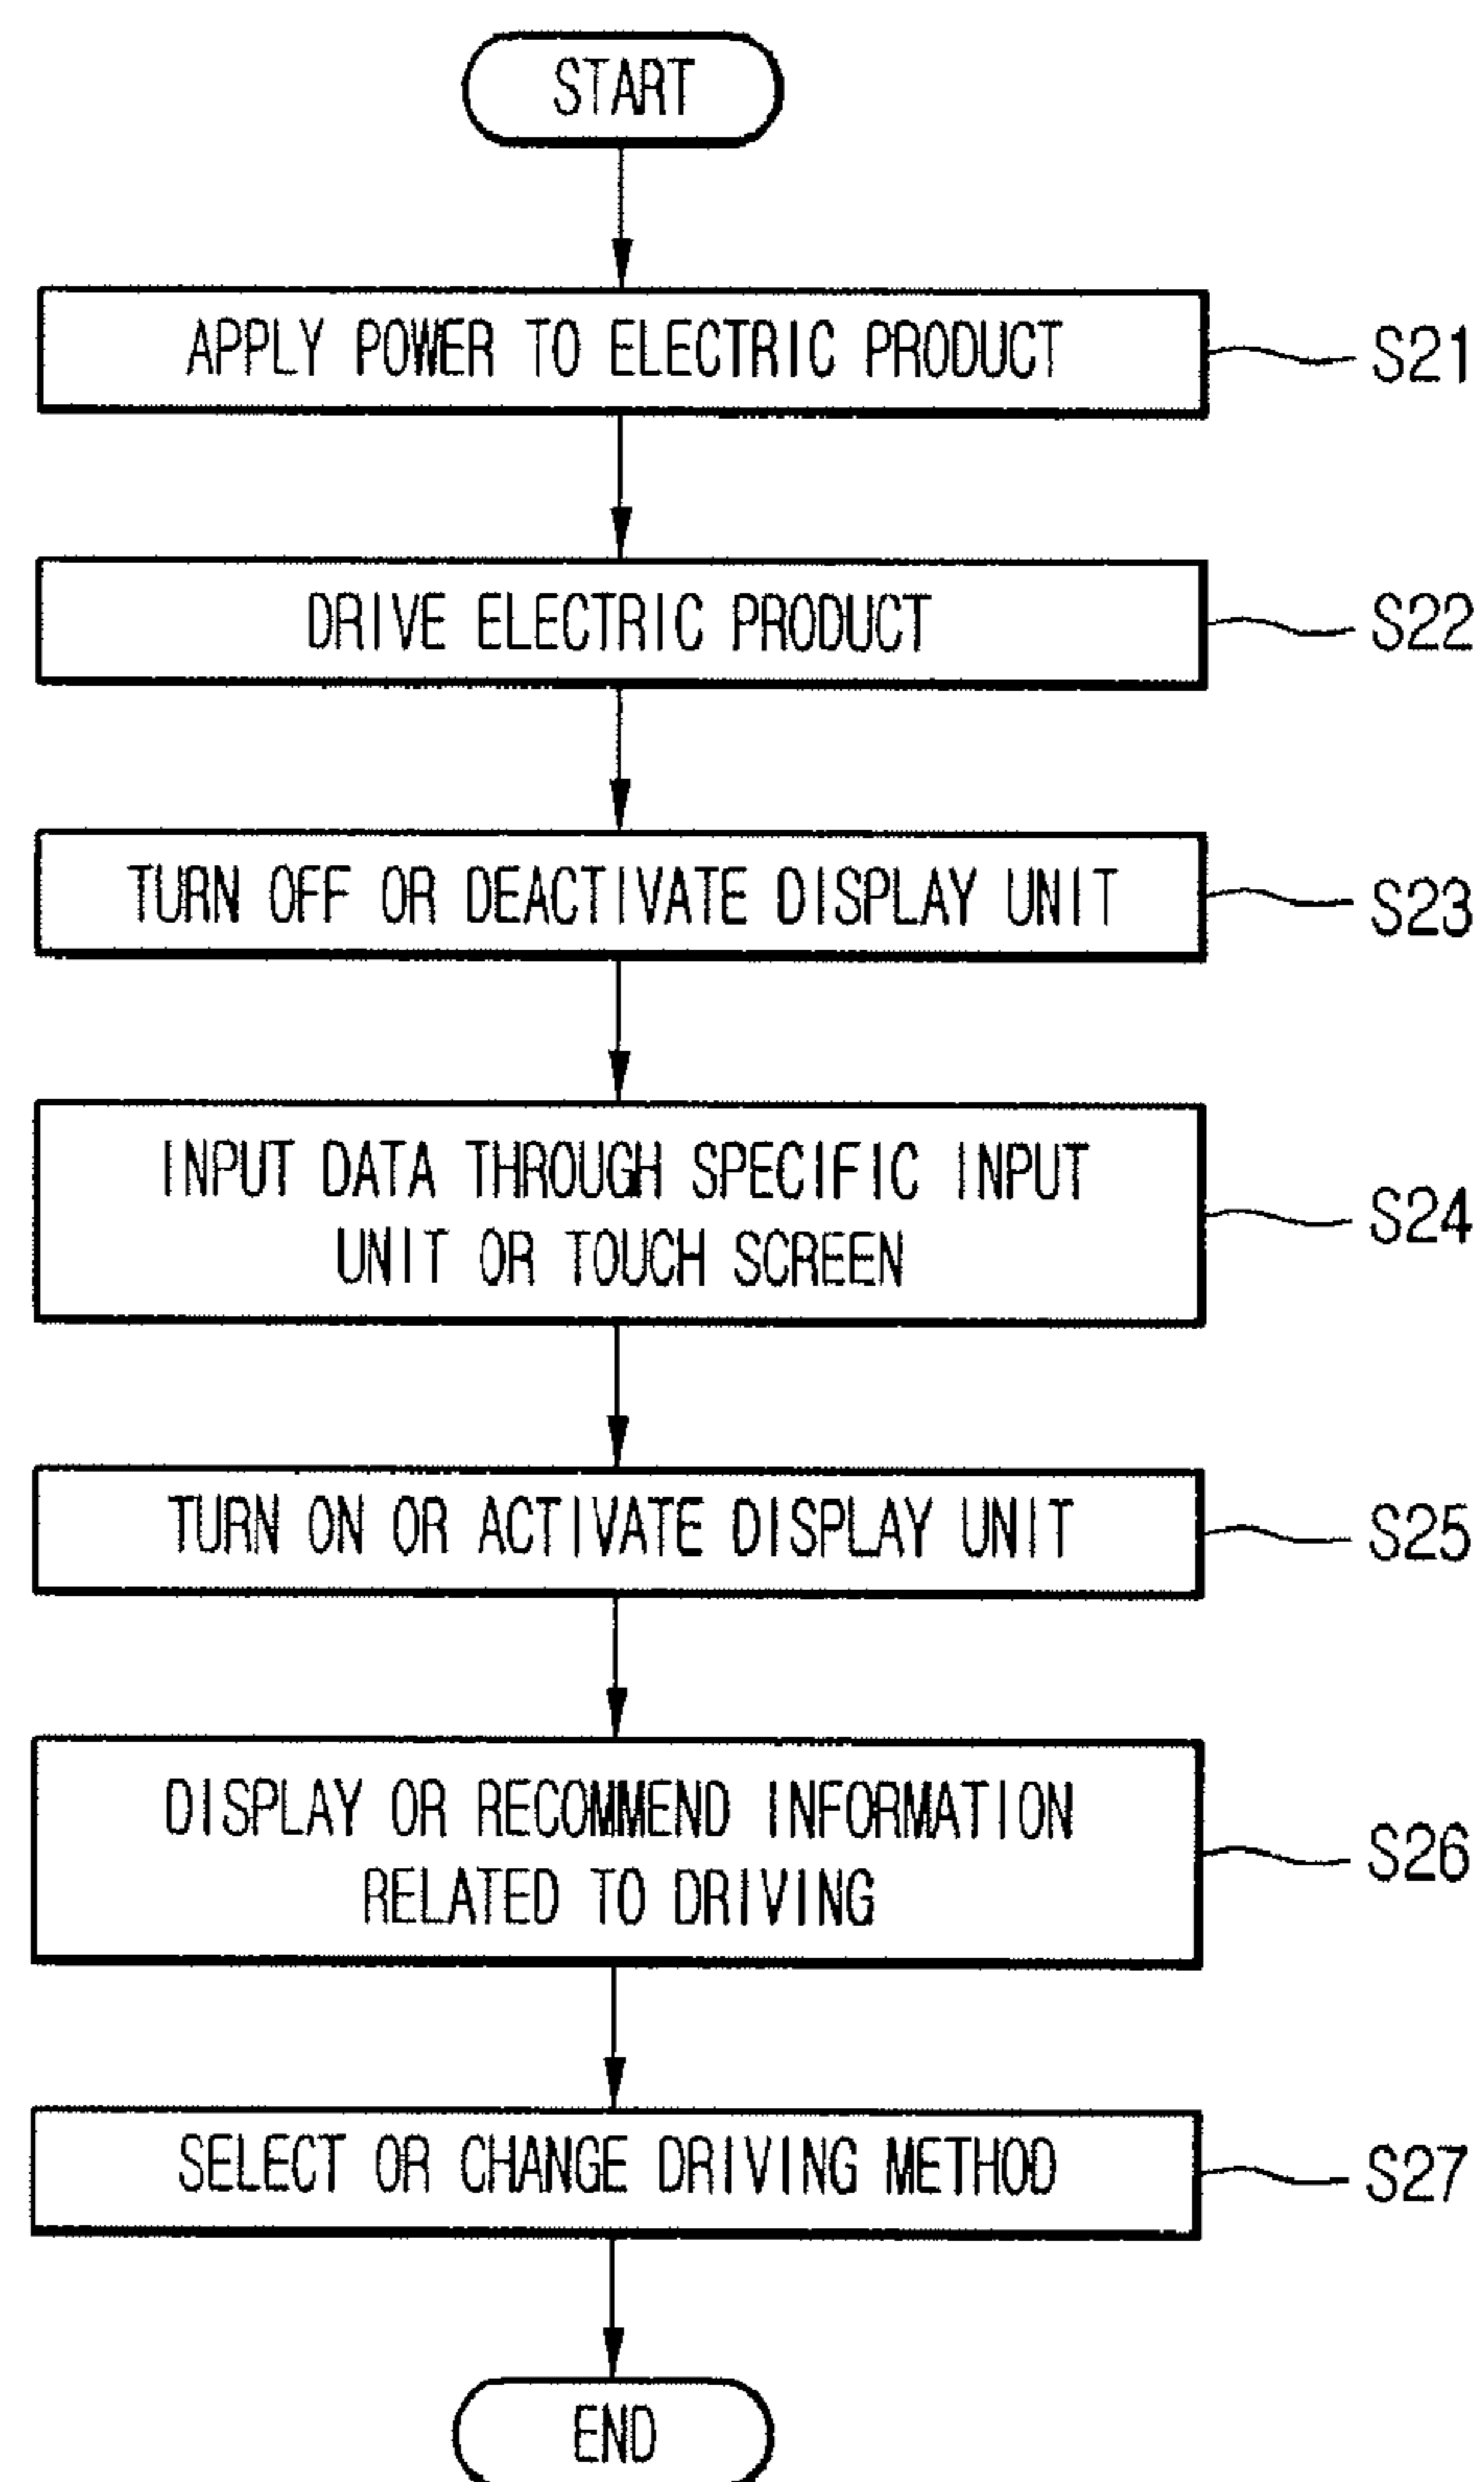 START
APPLY POWER TO ELECTRIC PRODUCT
S21
DRIVE ELECTRIC PRODUCT
S22
TURN OFF OR DEACTIVATE DISPLAY UNIT
S23
INPUT DATA THROUGH SPECIFIC INPUT
UNIT OR TOUCH SCREEN
S24
TURN ON OR ACTIVATE DISPLAY UNIT
S25
DISPLAY OR RECOMMEND INFORMATION
RELATED TO DRIVING
S26
SELECT OR CHANGE DRIVING METHOD
S27
END